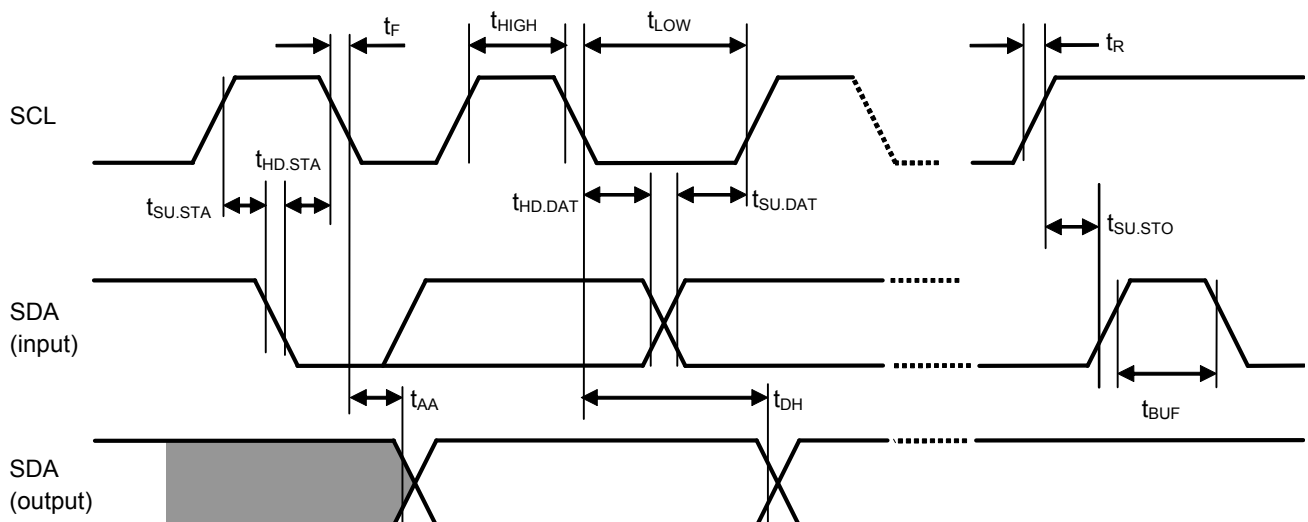 tF
tHIGH
tLOW
tR
SCL
tHD.STA
tSU.STA
tHD.DAT
tSU.DAT
tSU.STO
SDA
(input)
tAA
tDH
tBUF
SDA
(output)